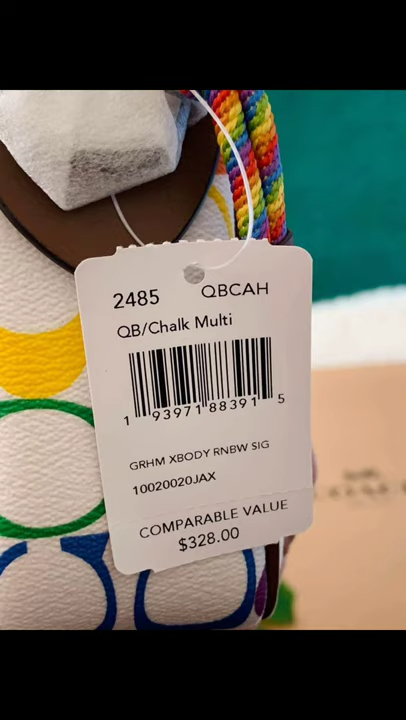 2485 QBCAH
QB/Chalk Multi
1 93971 88391 5
GRHM XBODY RNBW SIG
10020020JAX
COMPARABLE VALUE
$328.00